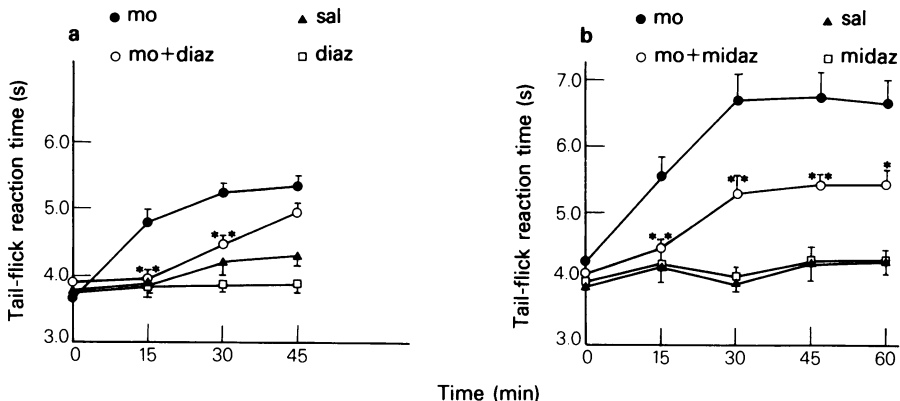 a
mo
sal
mo+diaz
diaz
Tail-flick reaction time (s)
6.0
5.0
4.0
3.0
0 15 30 45
** **
b
mo
sal
mo+midaz
midaz
Tail-flick reaction time (s)
7.0
6.0
5.0
4.0
3.0
0 15 30 45 60
** ** ** *
Time (min)